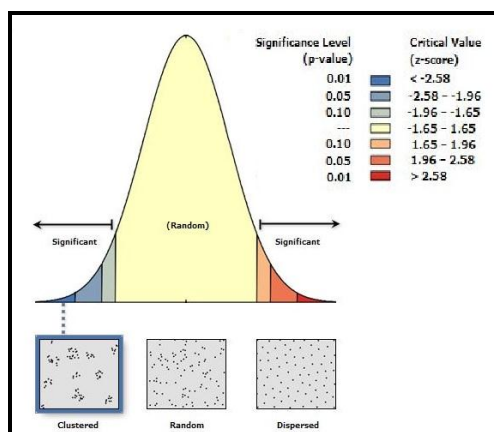 Significance Level Critical Value
(p-value) (z-score)
0.01 < -2.58
0.05 -2.58 – -1.96
0.10 -1.96 – -1.65
--- -1.65 – 1.65
0.10 1.65 – 1.96
0.05 1.96 – 2.58
0.01 > 2.58
(Random)
Significant Significant
Clustered Random Dispersed